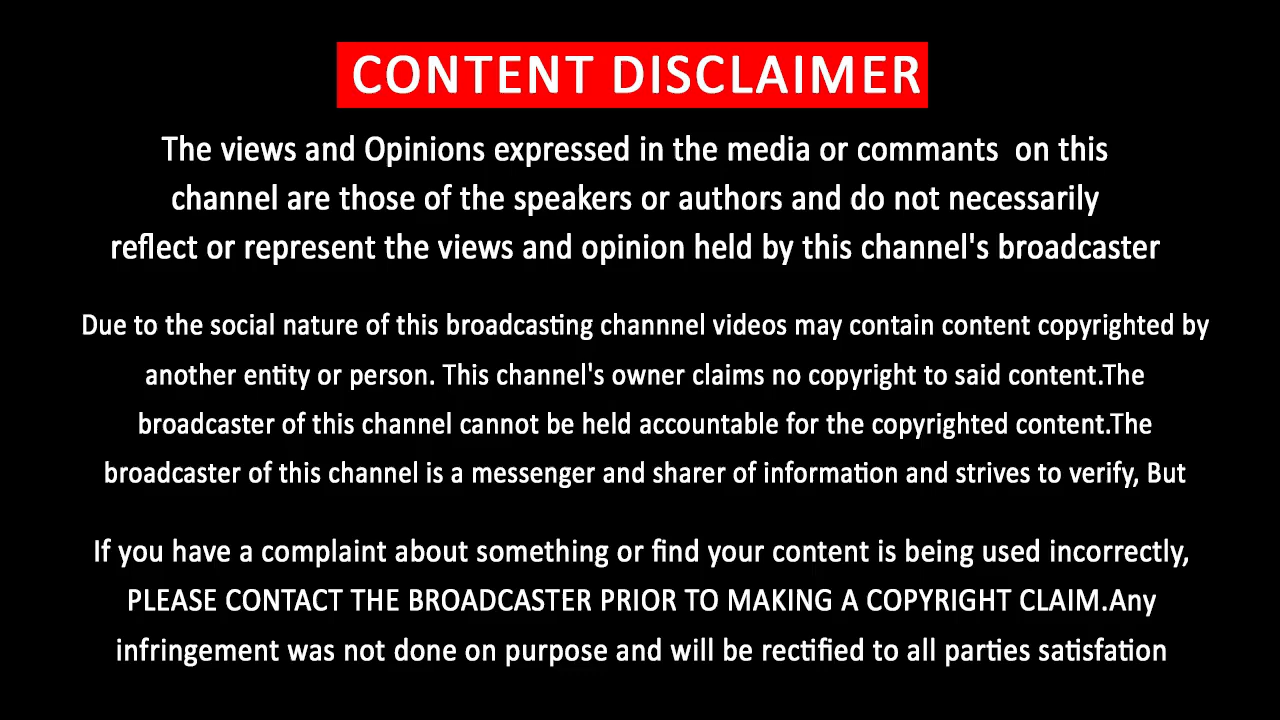 CONTENT DISCLAIMER
The views and Opinions expressed in the media or commants  on this
channel are those of the speakers or authors and do not necessarily
reflect or represent the views and opinion held by this channel's broadcaster
Due to the social nature of this broadcasting channnel videos may contain content copyrighted by
another entity or person. This channel's owner claims no copyright to said content.The
broadcaster of this channel cannot be held accountable for the copyrighted content.The
broadcaster of this channel is a messenger and sharer of information and strives to verify, But
If you have a complaint about something or find your content is being used incorrectly,
PLEASE CONTACT THE BROADCASTER PRIOR TO MAKING A COPYRIGHT CLAIM.Any
infringement was not done on purpose and will be rectified to all parties satisfation